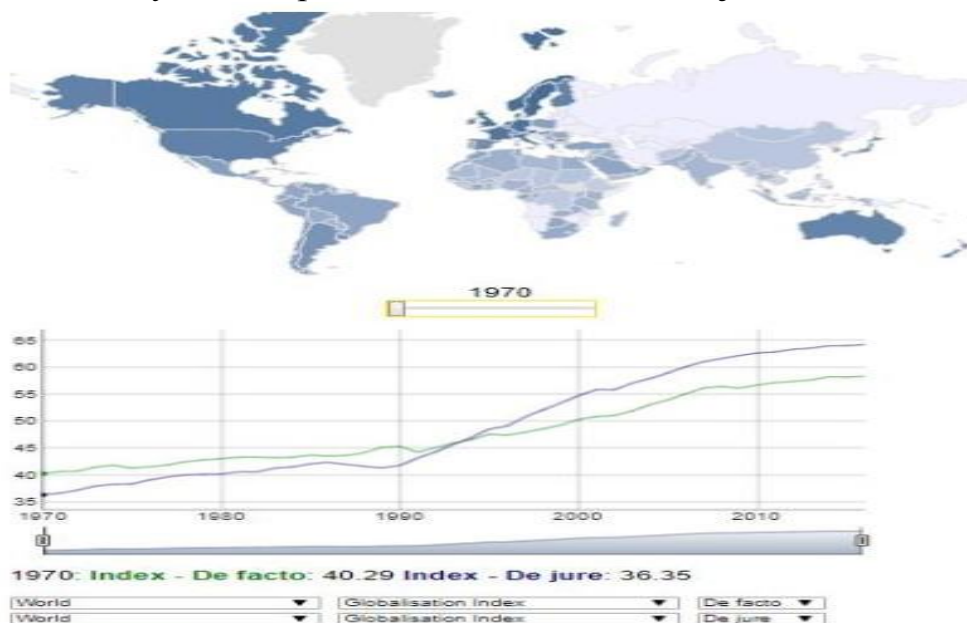 1970
65
60
55
50
45
40
35
1970 1980 1990 2000 2010
1970: Index - De facto: 40.29 Index - De jure: 36.35
World Globalisation Index De facto
World Globalisation Index De jure